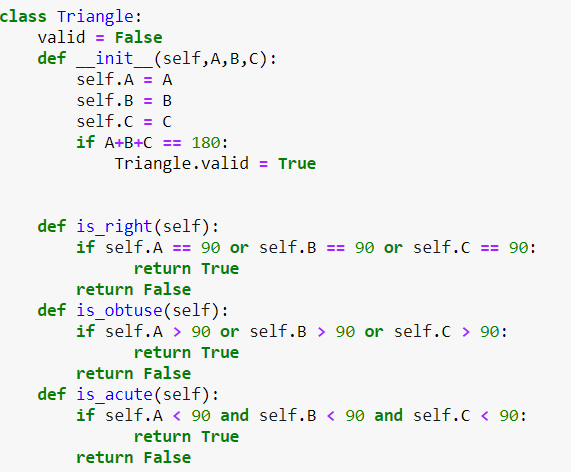 class Triangle:
    valid = False
    def __init__(self,A,B,C):
        self.A = A
        self.B = B
        self.C = C
        if A+B+C == 180:
            Triangle.valid = True


    def is_right(self):
        if self.A == 90 or self.B == 90 or self.C == 90:
              return True
        return False
    def is_obtuse(self):
        if self.A > 90 or self.B > 90 or self.C > 90:
              return True
        return False
    def is_acute(self):
        if self.A < 90 and self.B < 90 and self.C < 90:
              return True
        return False